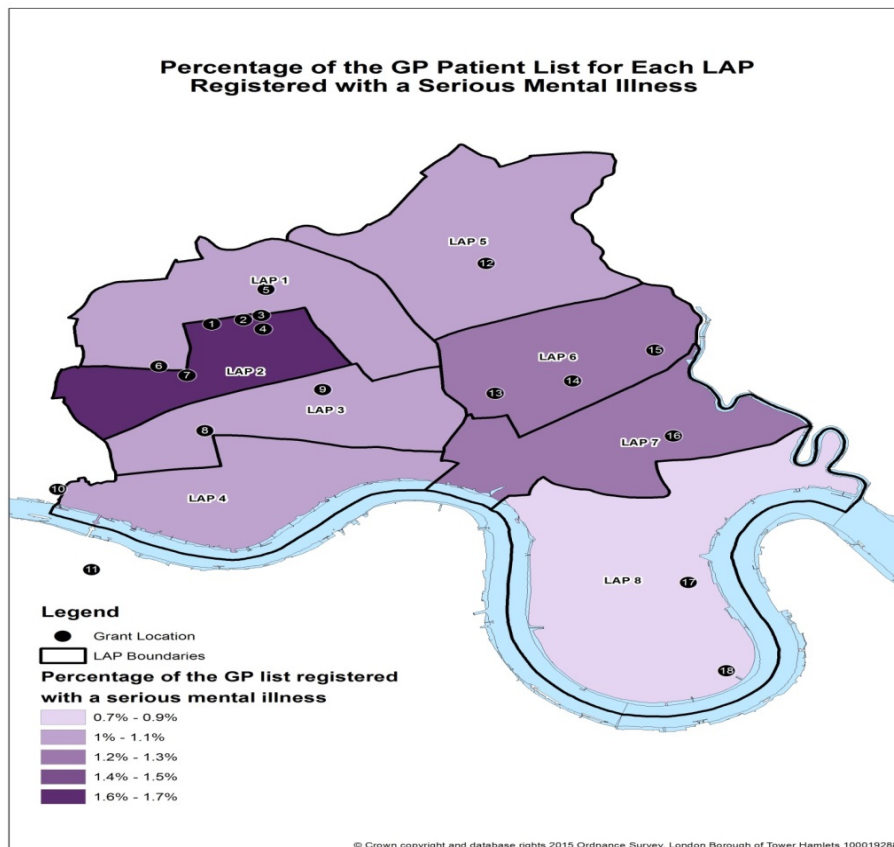 Percentage of the GP Patient List for Each LAP
Registered with a Serious Mental Illness
LAP 5
12
LAP 1
5
3
2
1
4
LAP 6
15
6
7
LAP 2
14
9
LAP 3
13
8
LAP 7
16
10
LAP 4
11
LAP 8
17
18
Legend
Grant Location
LAP Boundaries
Percentage of the GP list registered
with a serious mental illness
0.7% - 0.9%
1% - 1.1%
1.2% - 1.3%
1.4% - 1.5%
1.6% - 1.7%
© Crown copyright and database rights 2015 Ordnance Survey, London Borough of Tower Hamlets